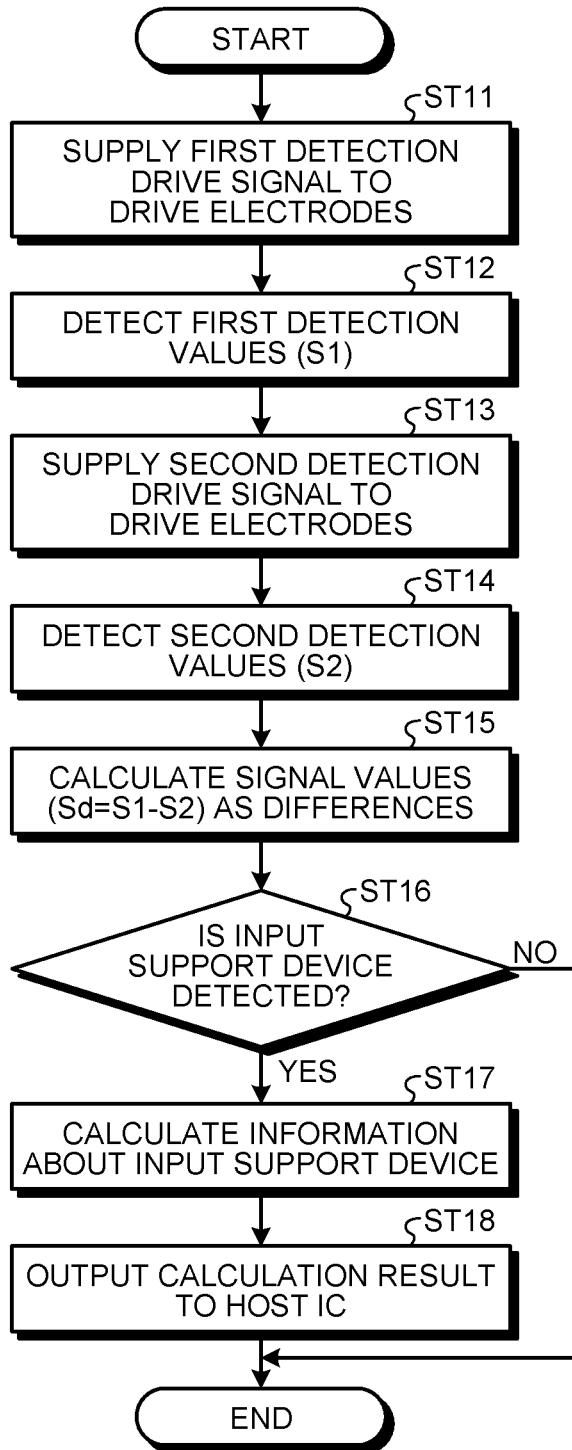 START
ST11
SUPPLY FIRST DETECTION
DRIVE SIGNAL TO
DRIVE ELECTRODES
ST12
DETECT FIRST DETECTION
VALUES (S1)
ST13
SUPPLY SECOND DETECTION
DRIVE SIGNAL TO
DRIVE ELECTRODES
ST14
DETECT SECOND DETECTION
VALUES (S2)
ST15
CALCULATE SIGNAL VALUES
(Sd=S1-S2) AS DIFFERENCES
ST16
IS INPUT
SUPPORT DEVICE
DETECTED?
NO
YES
ST17
CALCULATE INFORMATION
ABOUT INPUT SUPPORT DEVICE
ST18
OUTPUT CALCULATION RESULT
TO HOST IC
END